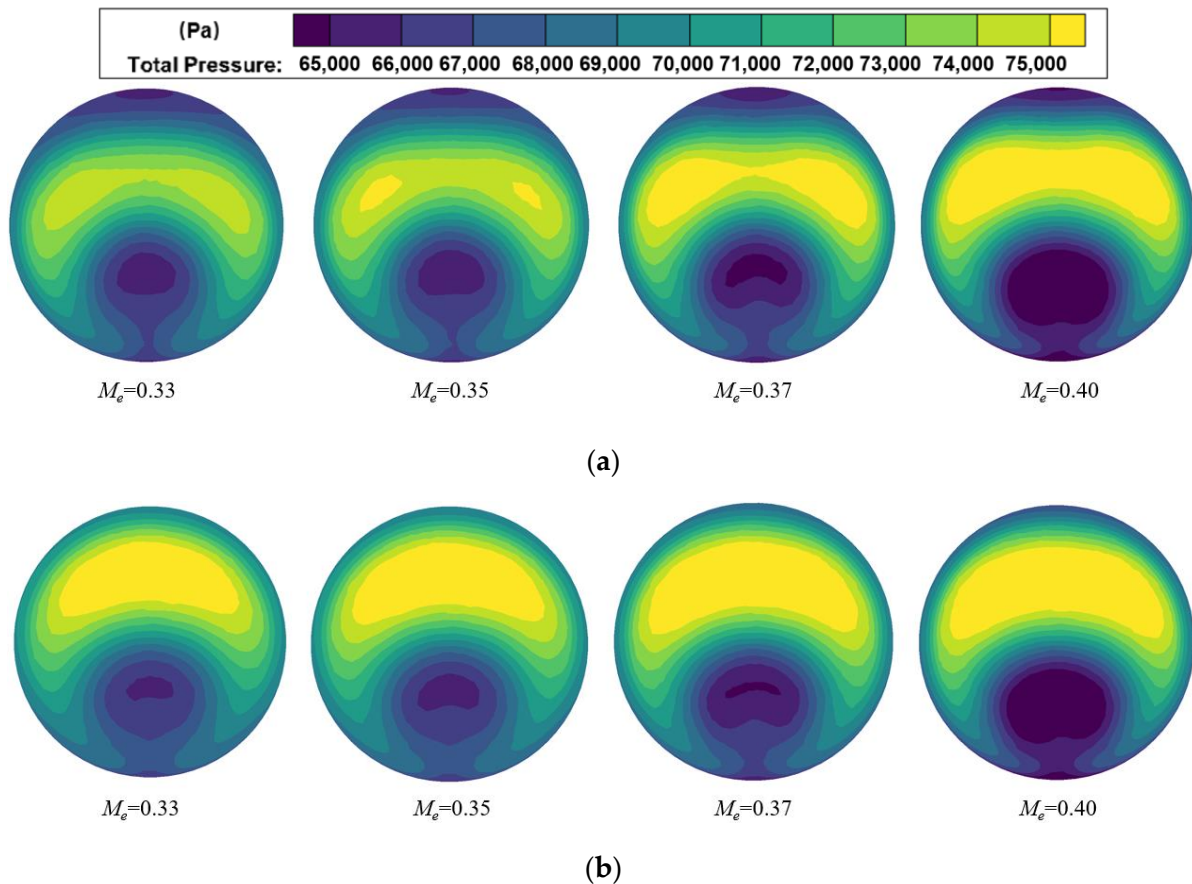 (Pa)
Total Pressure: 65,000 66,000 67,000 68,000 69,000 70,000 71,000 72,000 73,000 74,000 75,000
Mₑ=0.33 Mₑ=0.35 Mₑ=0.37 Mₑ=0.40
(a)
Mₑ=0.33 Mₑ=0.35 Mₑ=0.37 Mₑ=0.40
(b)